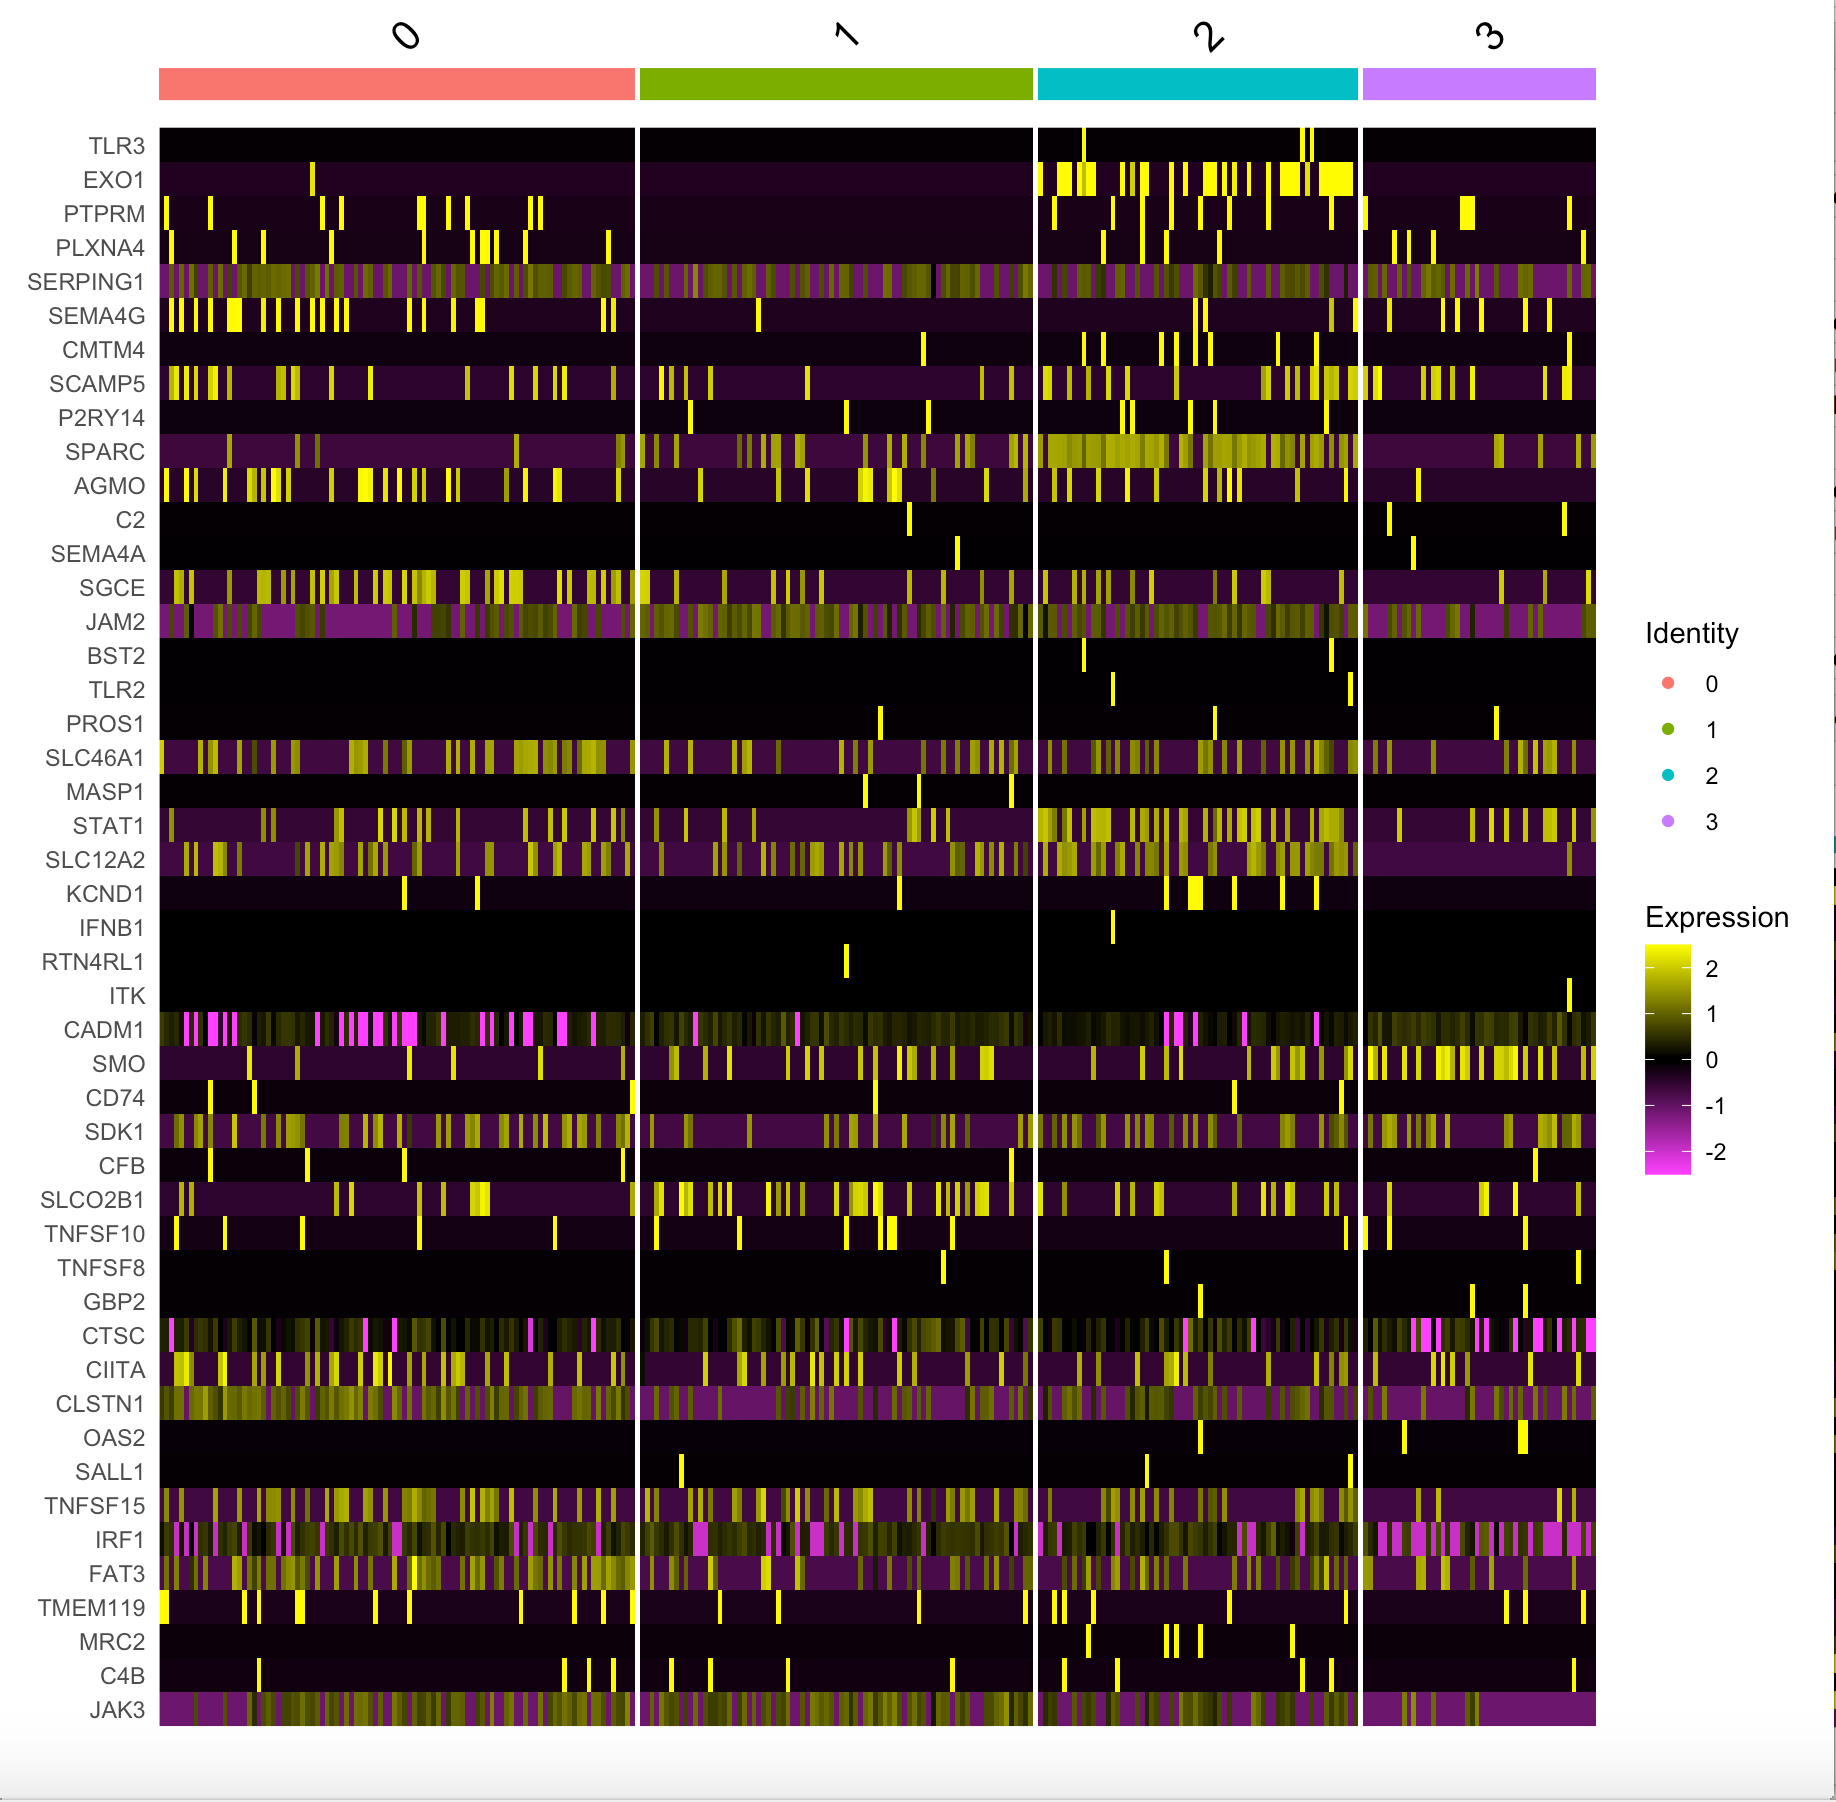 0 1 2 3
TLR3
EXO1
PTPRM
PLXNA4
SERPING1
SEMA4G
CMTM4
SCAMP5
P2RY14
SPARC
AGMO
C2
SEMA4A
SGCE
JAM2
BST2
TLR2
PROS1
SLC46A1
MASP1
STAT1
SLC12A2
KCND1
IFNB1
RTN4RL1
ITK
CADM1
SMO
CD74
SDK1
CFB
SLCO2B1
TNFSF10
TNFSF8
GBP2
CTSC
CIITA
CLSTN1
OAS2
SALL1
TNFSF15
IRF1
FAT3
TMEM119
MRC2
C4B
JAK3
Identity
0
1
2
3
Expression
2
1
0
-1
-2